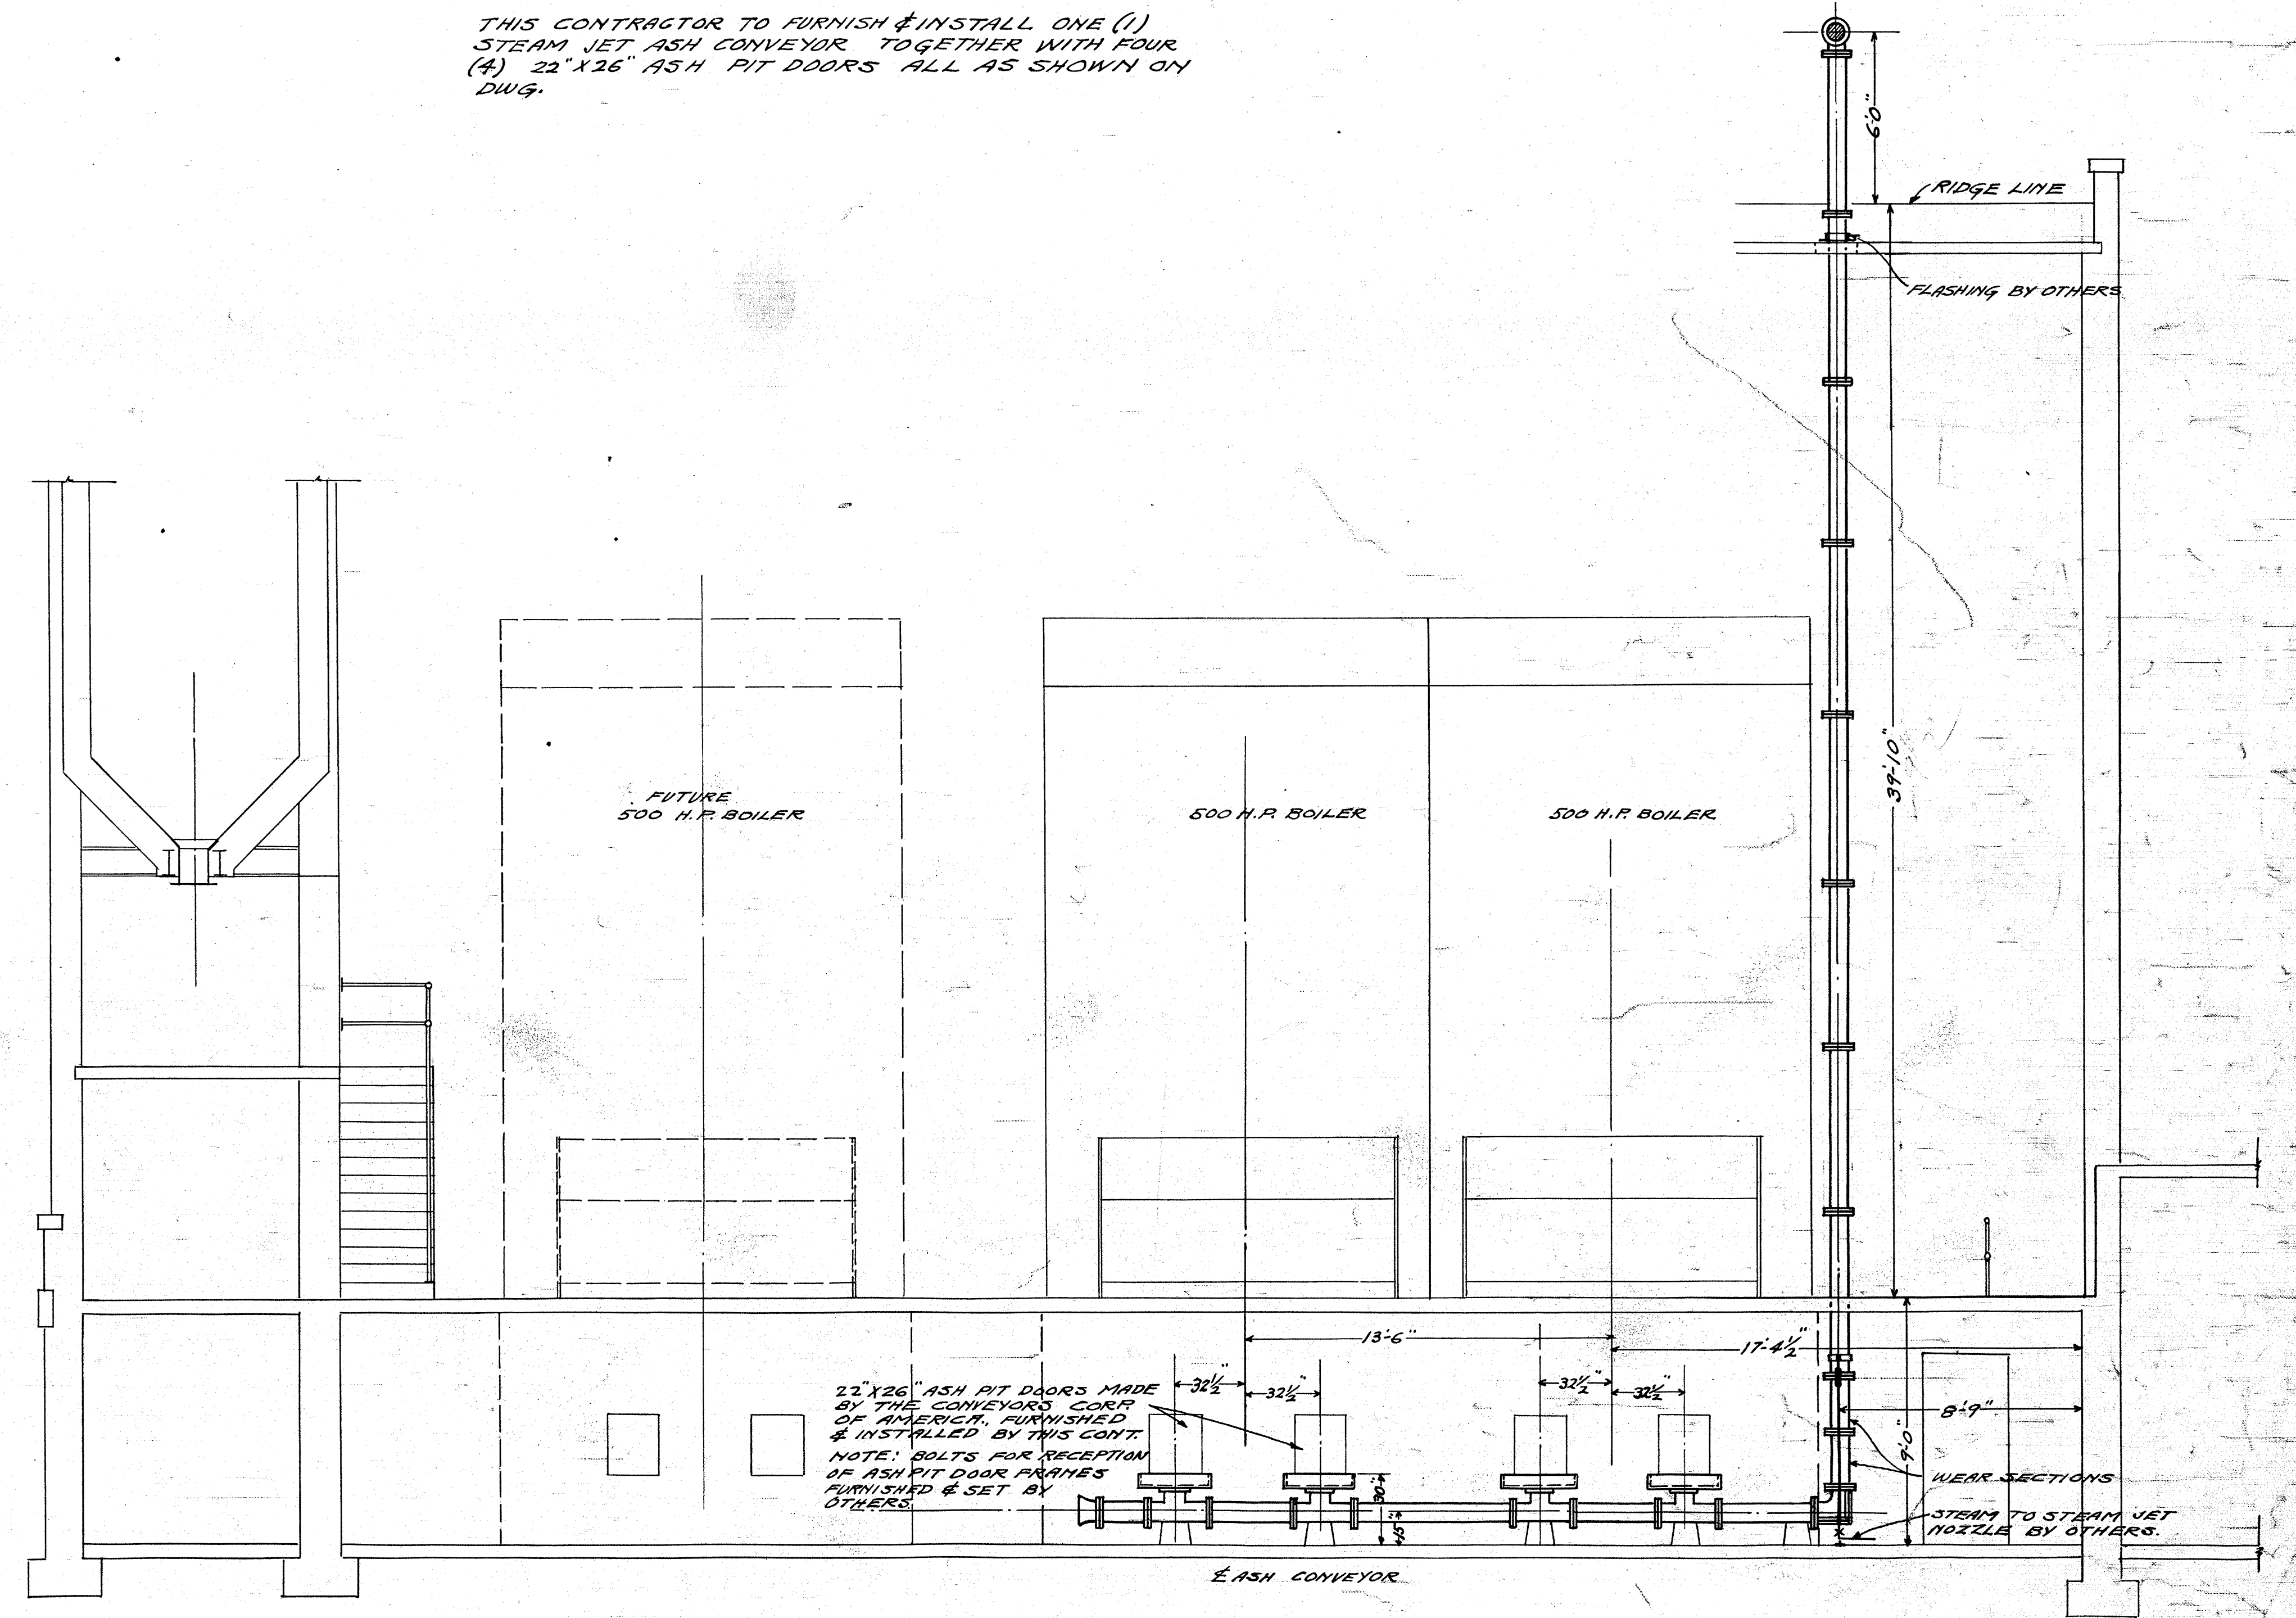 THIS CONTRACTOR TO FURNISH & INSTALL ONE (1)
STEAM JET ASH CONVEYOR TOGETHER WITH FOUR
(4) 22"X26" ASH PIT DOORS ALL AS SHOWN ON
DWG.
6'-0"
RIDGE LINE
FLASHING BY OTHERS
39'-10"
FUTURE
500 H.P. BOILER
500 H.P. BOILER
500 H.P. BOILER
13'-6"
17'-4½"
32½"
32½"
32½"
32½"
22"X26" ASH PIT DOORS MADE
BY THE CONVEYORS CORP.
OF AMERICA., FURNISHED
& INSTALLED BY THIS CONT.
NOTE: BOLTS FOR RECEPTION
OF ASH PIT DOOR FRAMES
FURNISHED & SET BY
OTHERS.
8'-9"
9'-0"
30"
15"
WEAR SECTIONS
STEAM TO STEAM JET
NOZZLE BY OTHERS.
℄ ASH CONVEYOR